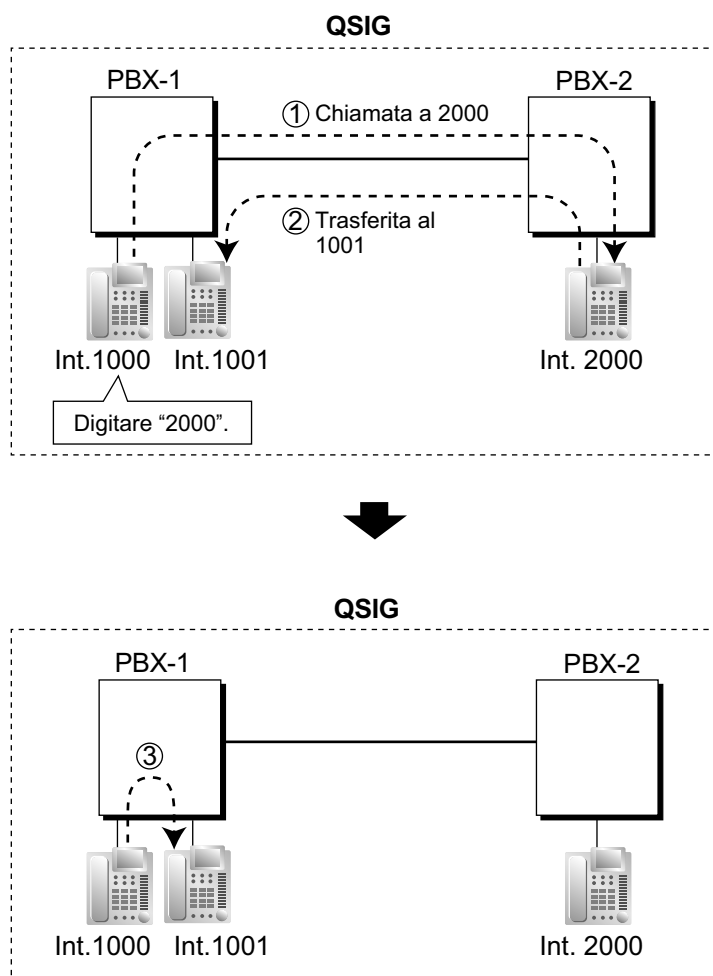 QSIG
PBX-1
PBX-2
① Chiamata a 2000
② Trasferita al
1001
Int.1000
Int.1001
Int. 2000
Digitare “2000”.
QSIG
PBX-1
PBX-2
③
Int.1000
Int.1001
Int. 2000